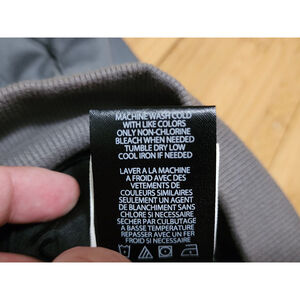 MACHINE WASH COLD
WITH LIKE COLORS
ONLY NON-CHLORINE
BLEACH WHEN NEEDED
TUMBLE DRY LOW
COOL IRON IF NEEDED
LAVER A LA MACHINE
A FROID AVEC DES
VETEMENTS DE
COULEURS SIMILAIRES
SEULEMENT UN AGENT
DE BLANCHIMENT SANS
CHLORE SI NECESSAIRE
SECHER PAR CULBUTAGE
A BASSE TEMPERATURE
REPASSER AVEC UN FER
FROID SI NECESSAIRE